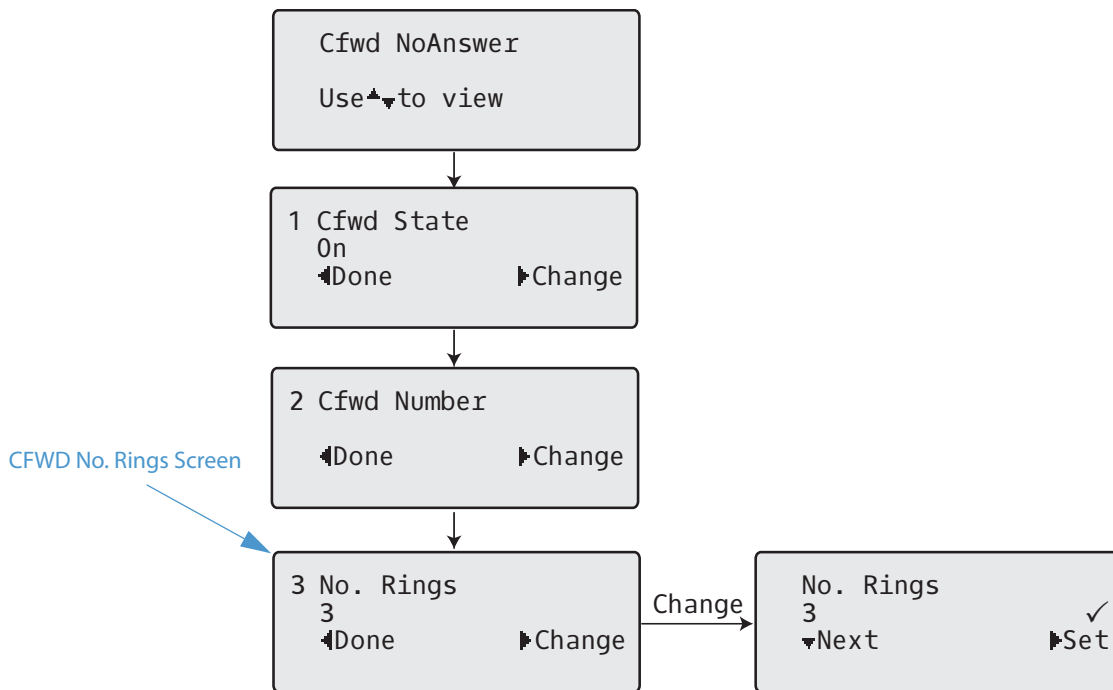 Cfwd NoAnswer
Use▲▼to view
1 Cfwd State
On
◀Done ▶Change
2 Cfwd Number
◀Done ▶Change
CFWD No. Rings Screen
3 No. Rings
3
◀Done ▶Change
Change
No. Rings
3 ✓
▼Next ▶Set